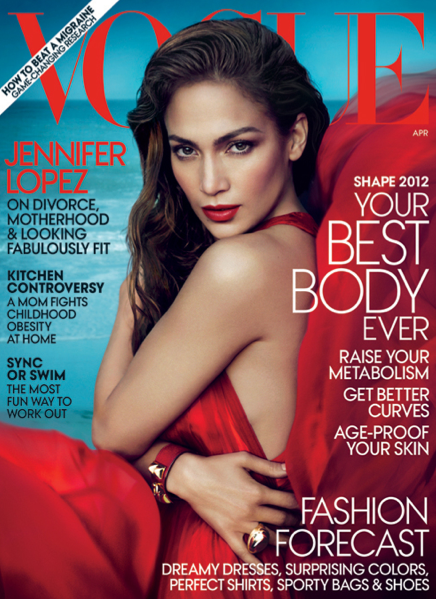 VOGUE
HOW TO BEAT A MIGRAINE
GAME-CHANGING RESEARCH
APR
JENNIFER
LOPEZ
ON DIVORCE,
MOTHERHOOD
& LOOKING
FABULOUSLY FIT
KITCHEN
CONTROVERSY
A MOM FIGHTS
CHILDHOOD
OBESITY
AT HOME
SYNC
OR SWIM
THE MOST
FUN WAY TO
WORK OUT
SHAPE 2012
YOUR
BEST
BODY
EVER
RAISE YOUR
METABOLISM
GET BETTER
CURVES
AGE-PROOF
YOUR SKIN
FASHION
FORECAST
DREAMY DRESSES, SURPRISING COLORS,
PERFECT SHIRTS, SPORTY BAGS & SHOES